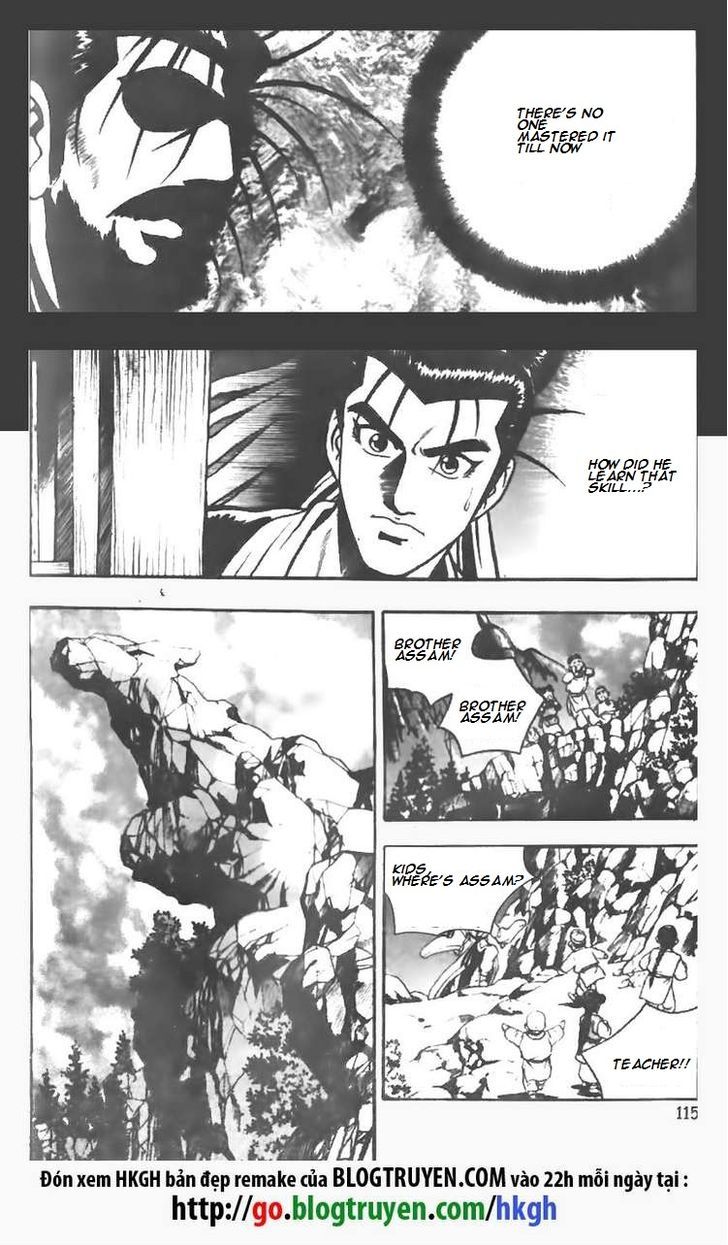 THERE'S NO
ONE
MASTERED IT
TILL NOW
HOW DID HE
LEARN THAT
SKILL...?
BROTHER
ASSAM!
BROTHER
ASSAM!
KIDS,
WHERE'S ASSAM?
TEACHER!!
115
Đón xem HKGH bản đẹp remake của BLOGTRUYEN.COM vào 22h mỗi ngày tại :
http://go.blogtruyen.com/hkgh